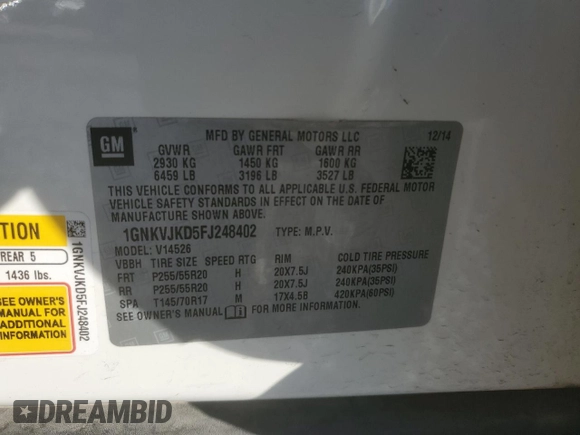 GM
MFD BY GENERAL MOTORS LLC 12/14
GVWR GAWR FRT GAWR RR
2930 KG 1450 KG 1600 KG
6459 LB 3196 LB 3527 LB
THIS VEHICLE CONFORMS TO ALL APPLICABLE U.S. FEDERAL MOTOR
VEHICLE SAFETY STANDARDS IN EFFECT ON THE DATE OF
MANUFACTURE SHOWN ABOVE.
1GNKVJKD5FJ248402 TYPE: M.P.V.
MODEL: V14526
VBBH TIRE SIZE SPEED RTG RIM COLD TIRE PRESSURE
FRT P255/55R20 H 20X7.5J 240KPA(35PSI)
RR P255/55R20 H 20X7.5J 240KPA(35PSI)
SPA T145/70R17 M 17X4.5B 420KPA(60PSI)
SEE OWNER'S MANUAL FOR MORE INFORMATION
TION
REAR 5
1436 lbs.
SEE OWNER'S
MANUAL FOR
ADDITIONAL
INFORMATION
1GNKVJKD5FJ248402
DREAMBID